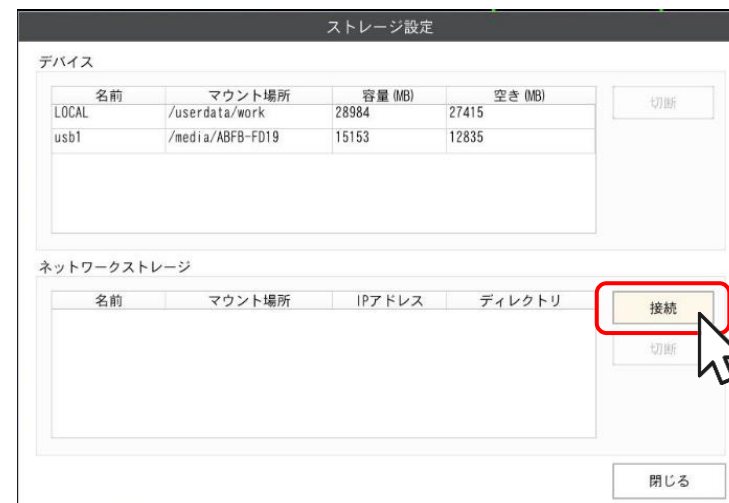 ストレージ設定
デバイス
名前 マウント場所 容量(MB) 空き(MB)
LOCAL /userdata/work 28984 27415
usb1 /media/ABFB-FD19 15153 12835
切断
ネットワークストレージ
名前 マウント場所 IPアドレス ディレクトリ
接続
切断
閉じる